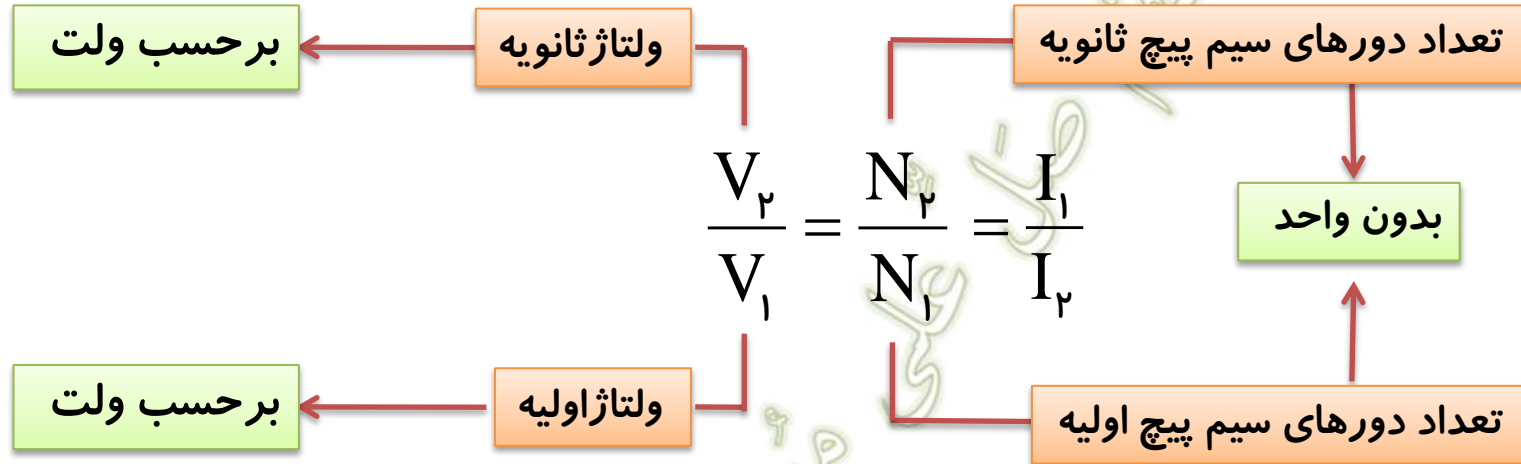 تعداد دورهای سیم پیچ ثانویه
ولتاژثانویه
برحسب ولت
V۲/V۱ = N۲/N۱ = I۱/I۲
بدون واحد
تعداد دورهای سیم پیچ اولیه
ولتاژاولیه
برحسب ولت